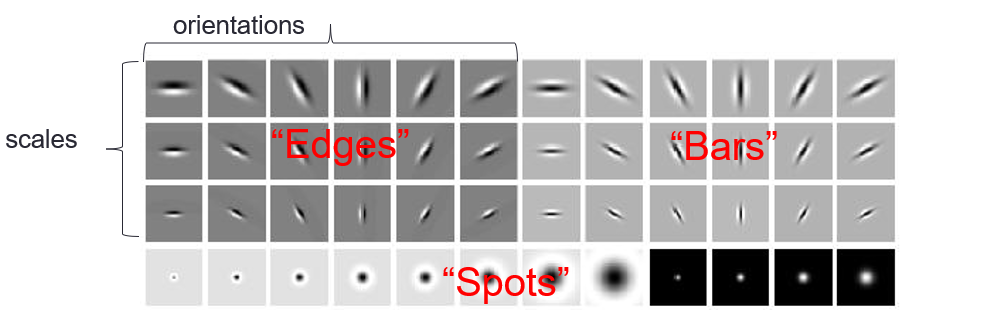 orientations
scales
“Edges”
“Bars”
“Spots”